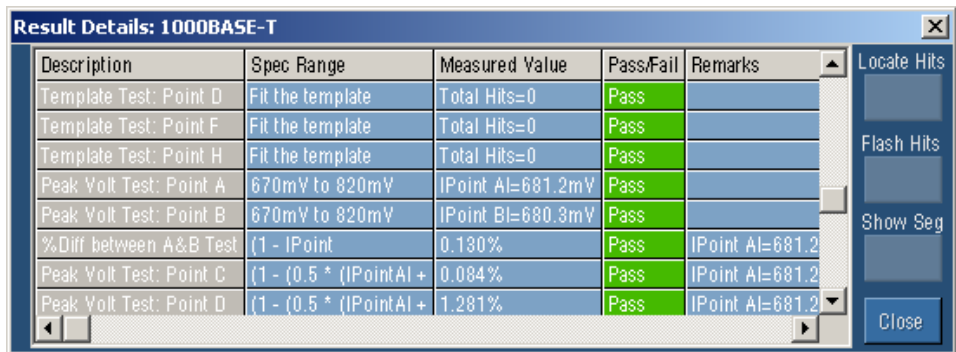 Result Details: 1000BASE-T
Description Spec Range Measured Value Pass/Fail Remarks
Template Test: Point D Fit the template Total Hits=0 Pass
Template Test: Point F Fit the template Total Hits=0 Pass
Template Test: Point H Fit the template Total Hits=0 Pass
Peak Volt Test: Point A 670mV to 820mV IPoint AI=681.2mV Pass
Peak Volt Test: Point B 670mV to 820mV IPoint BI=680.3mV Pass
%Diff between A&B Test (1 - IPoint 0.130% Pass IPoint AI=681.2
Peak Volt Test: Point C (1 - (0.5 * (IPointAI + 0.084% Pass IPoint AI=681.2
Peak Volt Test: Point D (1 - (0.5 * (IPointAI + 1.281% Pass IPoint AI=681.2
Locate Hits
Flash Hits
Show Seg
Close